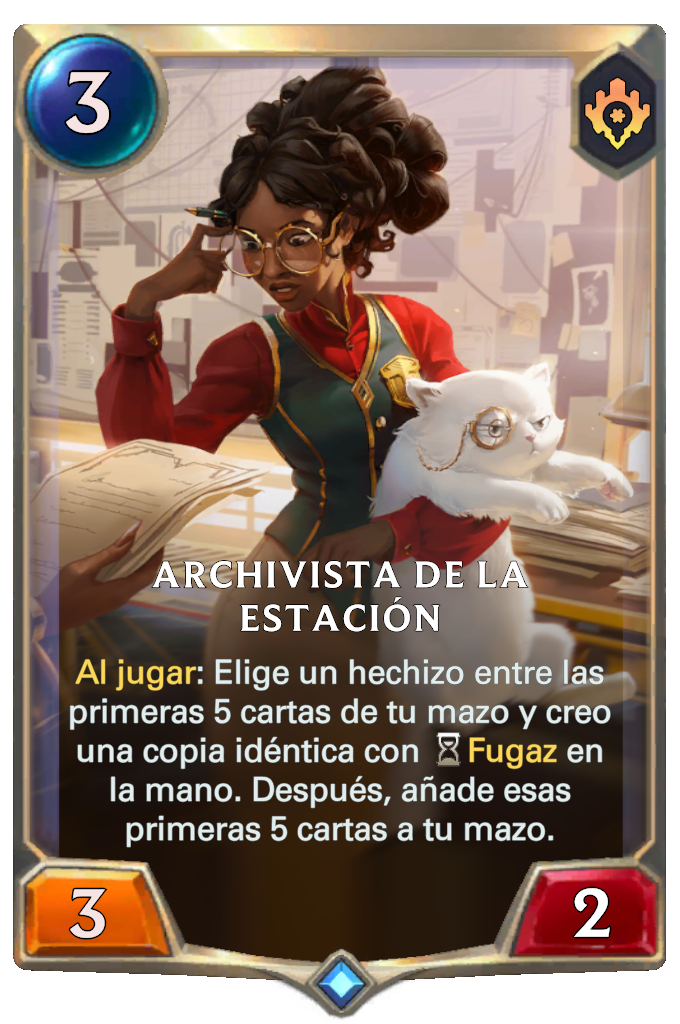 3
ARCHIVISTA DE LA
ESTACIÓN
Al jugar: Elige un hechizo entre las
primeras 5 cartas de tu mazo y creo
una copia idéntica con Fugaz en
la mano. Después, añade esas
primeras 5 cartas a tu mazo.
3
2